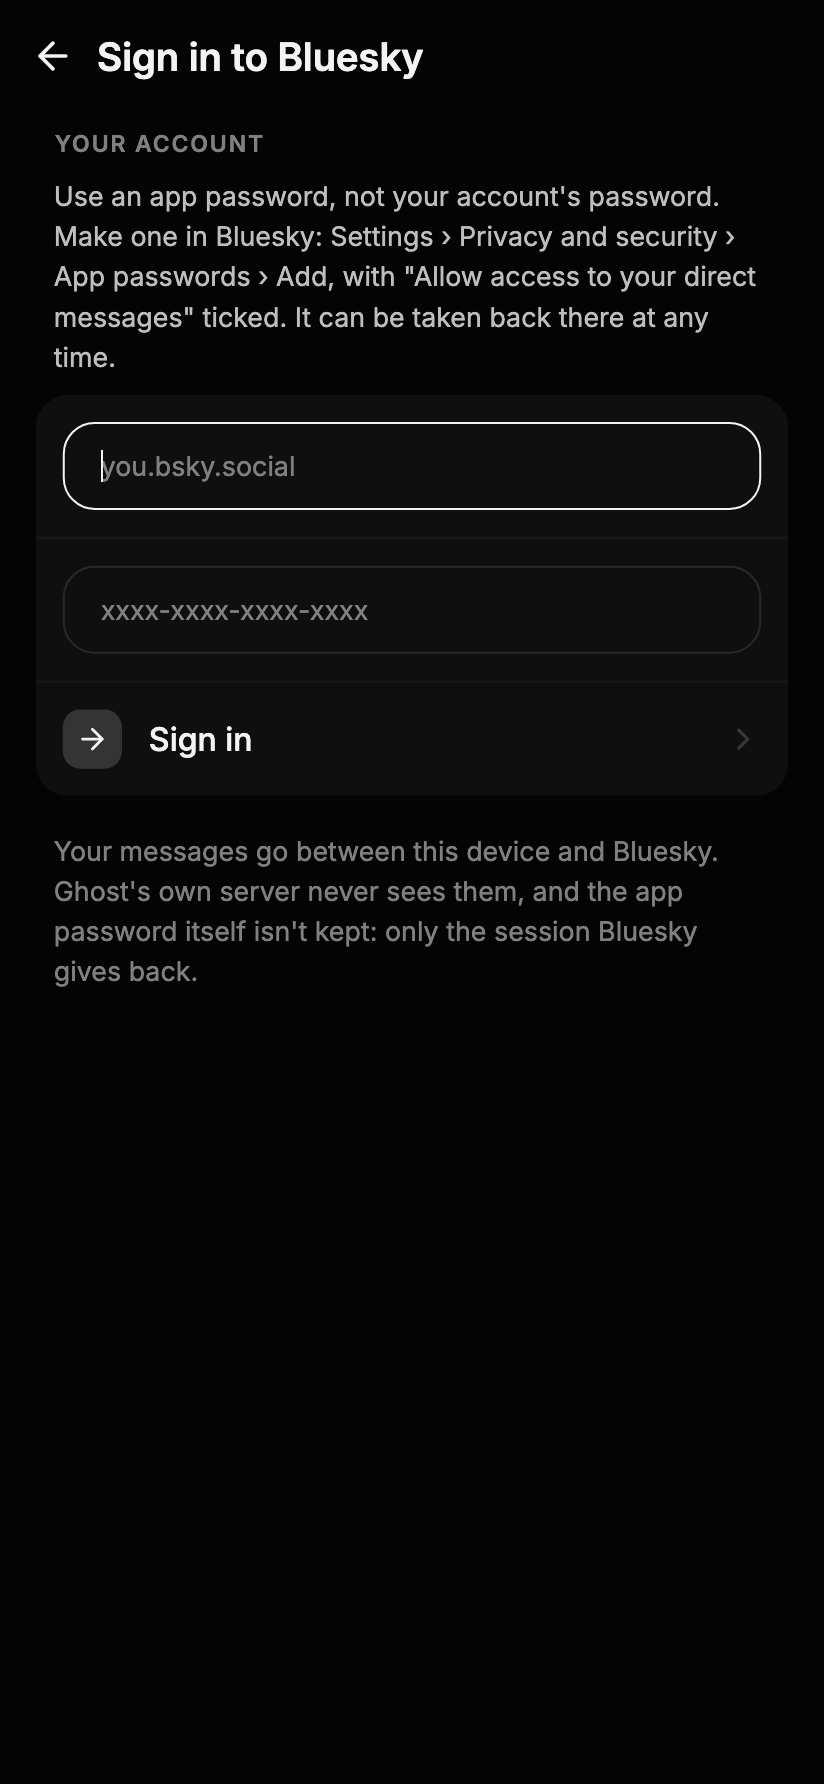 Sign in to Bluesky
YOUR ACCOUNT
Use an app password, not your account's password.
Make one in Bluesky: Settings › Privacy and security ›
App passwords › Add, with "Allow access to your direct
messages" ticked. It can be taken back there at any
time.
you.bsky.social
xxxx-xxxx-xxxx-xxxx
Sign in
Your messages go between this device and Bluesky.
Ghost's own server never sees them, and the app
password itself isn't kept: only the session Bluesky
gives back.